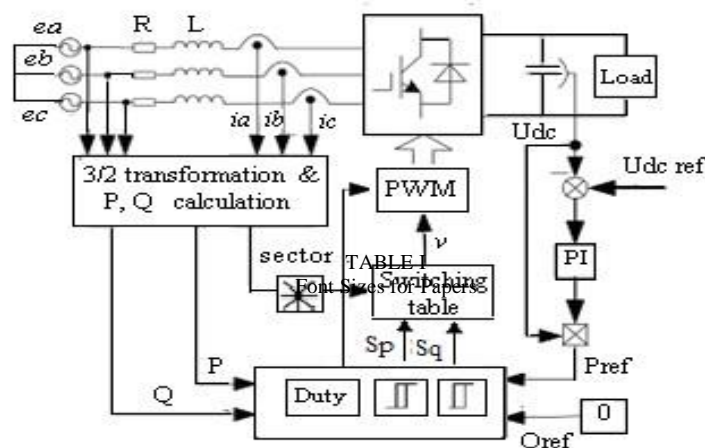 ea R L
eb
ec
ia ib ic
Load
Udc
3/2 transformation &
P, Q calculation
PWM
Udc ref
v
sector
TABLE I
Font Sizes for Papers
Switching
table
PI
Sp Sq
P
Pref
Q
Duty
0
Qref